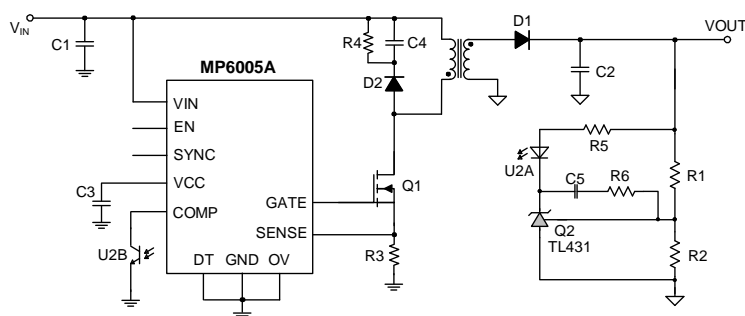 D1
VOUT
VIN
C1
R4
C4
C2
MP6005A
D2
VIN
EN
R5
SYNC
U2A
C5
R6
R1
VCC
Q1
C3
GATE
COMP
Q2
TL431
SENSE
R2
U2B
R3
DT GND OV